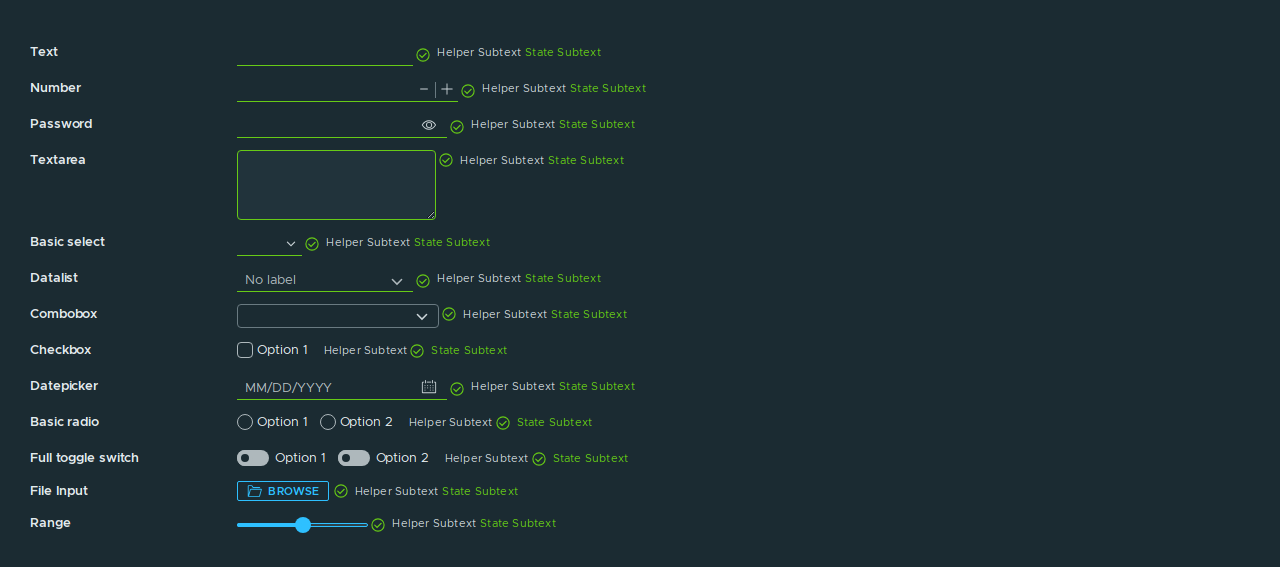 Text Helper Subtext State Subtext
Number Helper Subtext State Subtext
Password Helper Subtext State Subtext
Textarea Helper Subtext State Subtext
Basic select Helper Subtext State Subtext
Datalist No label Helper Subtext State Subtext
Combobox Helper Subtext State Subtext
Checkbox Option 1 Helper Subtext State Subtext
Datepicker MM/DD/YYYY Helper Subtext State Subtext
Basic radio Option 1 Option 2 Helper Subtext State Subtext
Full toggle switch Option 1 Option 2 Helper Subtext State Subtext
File Input BROWSE Helper Subtext State Subtext
Range Helper Subtext State Subtext